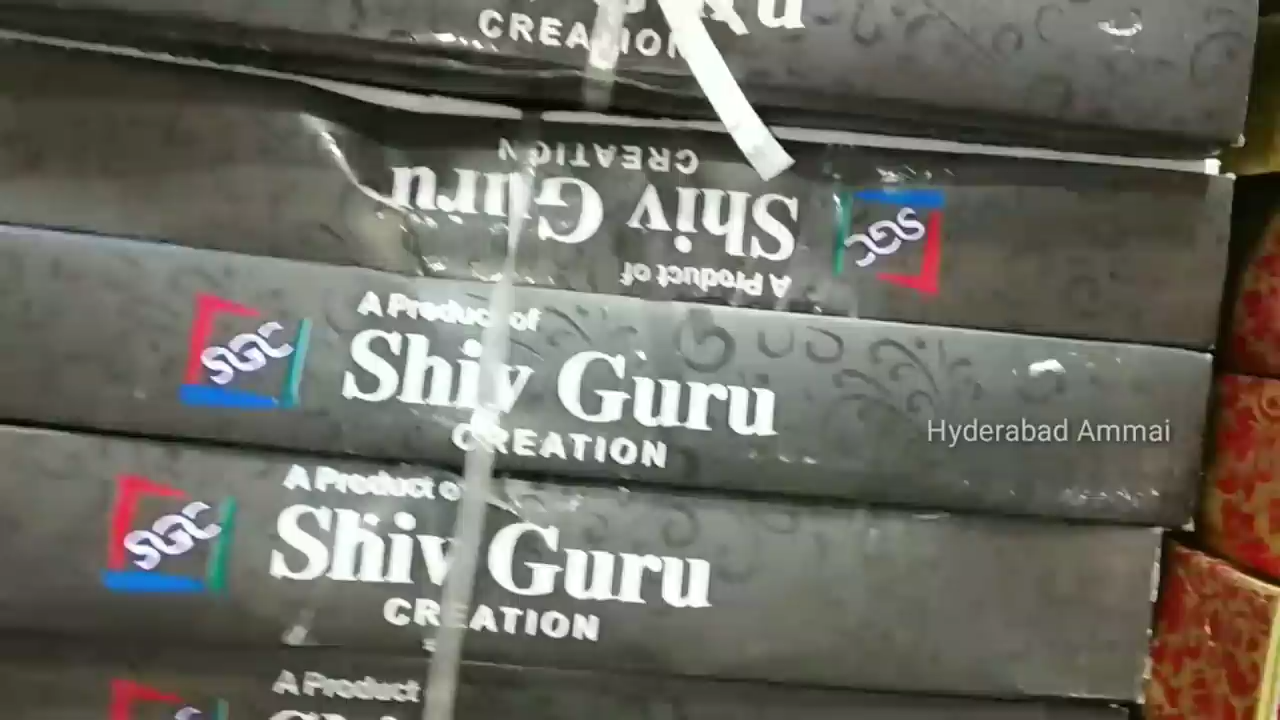 CREATION
A Product of
Shiv Guru
CREATION
SGC
A Product of
Shiv Guru
CREATION
SGC
Hyderabad Ammai
A Product o
Shiv Guru
CREATION
SGC
A Product